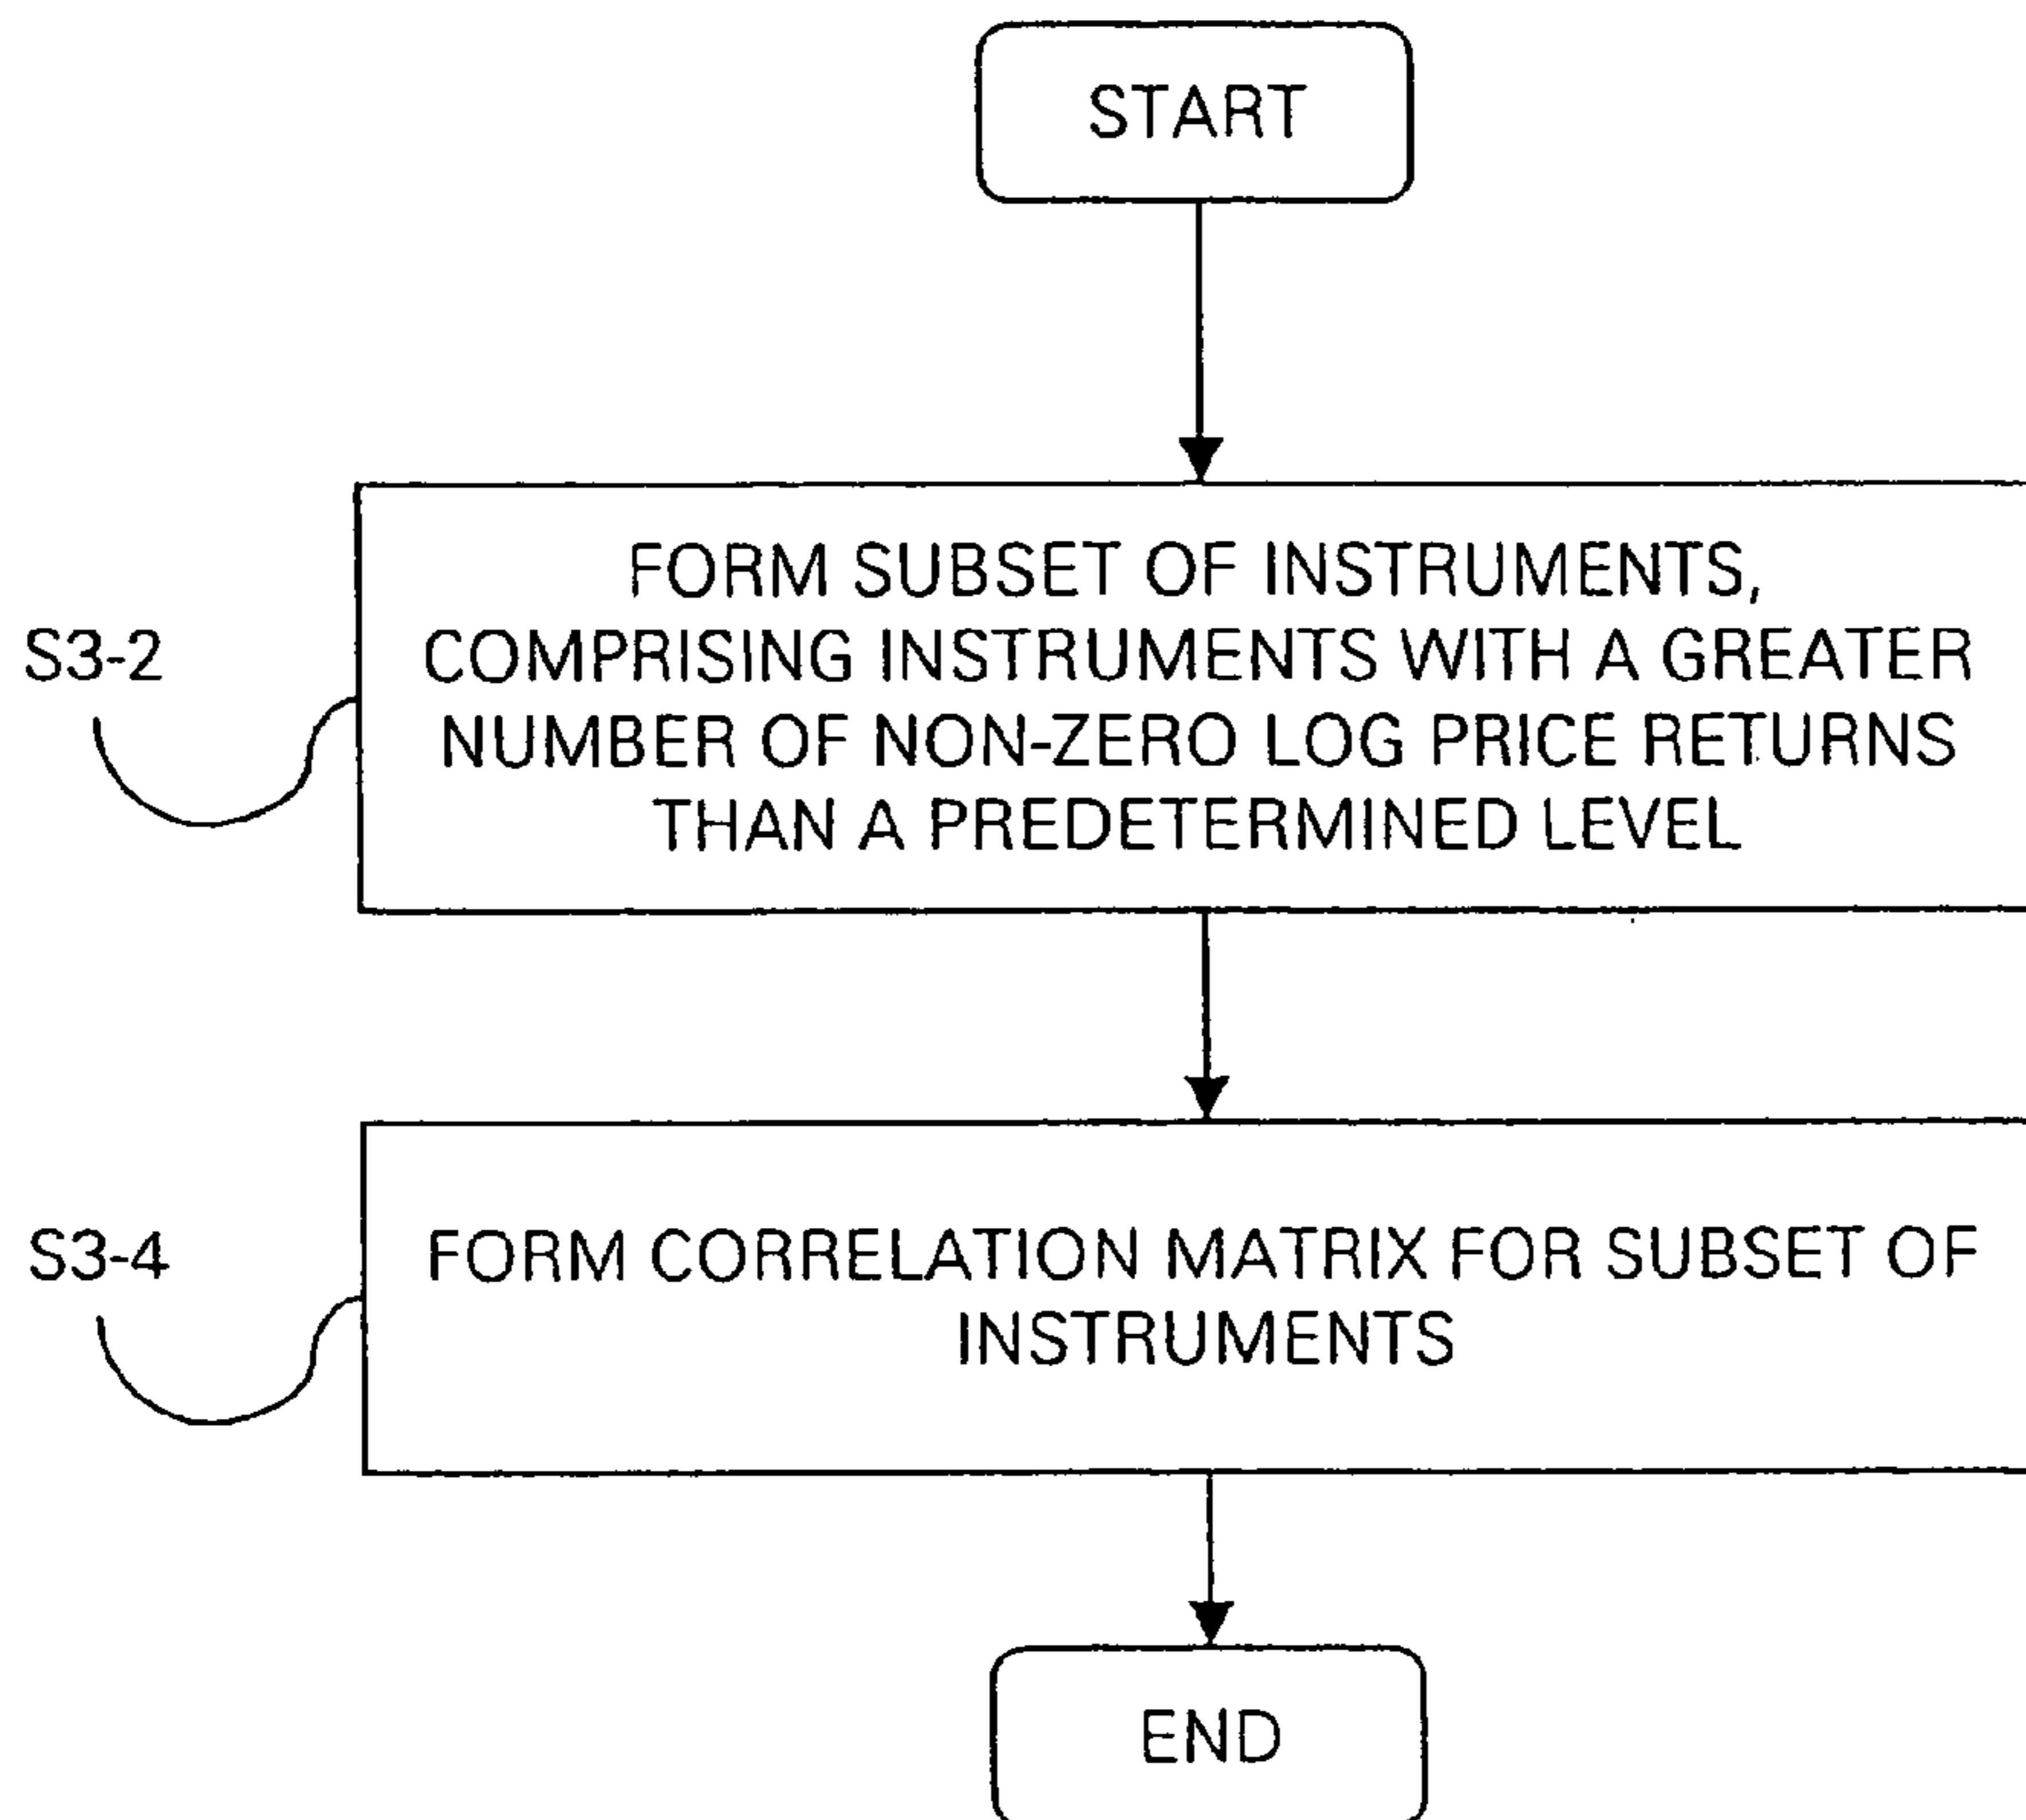 START
S3-2
FORM SUBSET OF INSTRUMENTS,
COMPRISING INSTRUMENTS WITH A GREATER
NUMBER OF NON-ZERO LOG PRICE RETURNS
THAN A PREDETERMINED LEVEL
S3-4
FORM CORRELATION MATRIX FOR SUBSET OF
INSTRUMENTS
END